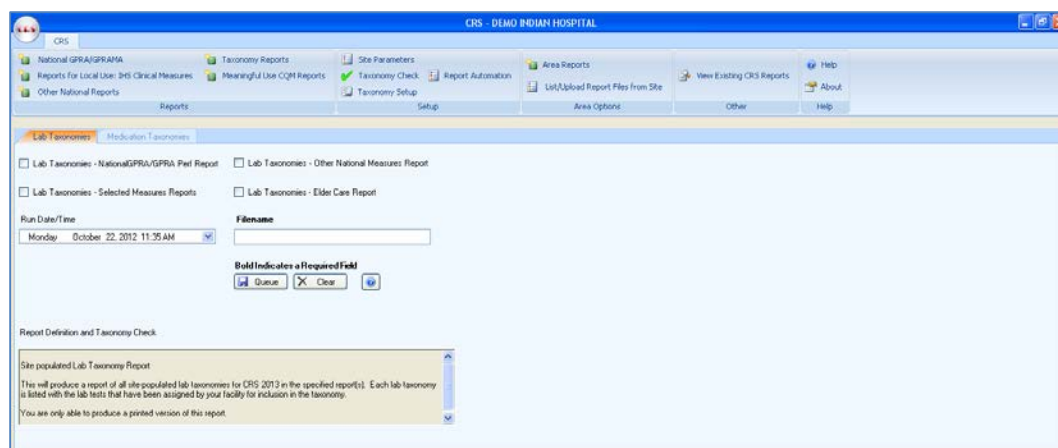 CRS - DEMO INDIAN HOSPITAL
CRS
National GPRA/GPRAMA
Taxonomy Reports
Site Parameters
Area Reports
Help
Reports for Local Use: IHS Clinical Measures
Meaningful Use CQM Reports
Taxonomy Check
Report Automation
View Existing CRS Reports
Other National Reports
Taxonomy Setup
List/Upload Report Files from Site
About
Reports
Setup
Area Options
Other
Help
Lab Taxonomies
Medication Taxonomies
Lab Taxonomies - NationalGPRA/GPRA Perf Report
Lab Taxonomies - Other National Measures Report
Lab Taxonomies - Selected Measures Reports
Lab Taxonomies - Elder Care Report
Run Date/Time
Filename
Monday October 22, 2012 11:35 AM
Bold Indicates a Required Field
Queue
Clear
Report Definition and Taxonomy Check
Site populated Lab Taxonomy Report
This will produce a report of all site-populated lab taxonomies for CRS 2013 in the specified report(s). Each lab taxonomy
is listed with the lab tests that have been assigned by your facility for inclusion in the taxonomy.
You are only able to produce a printed version of this report.